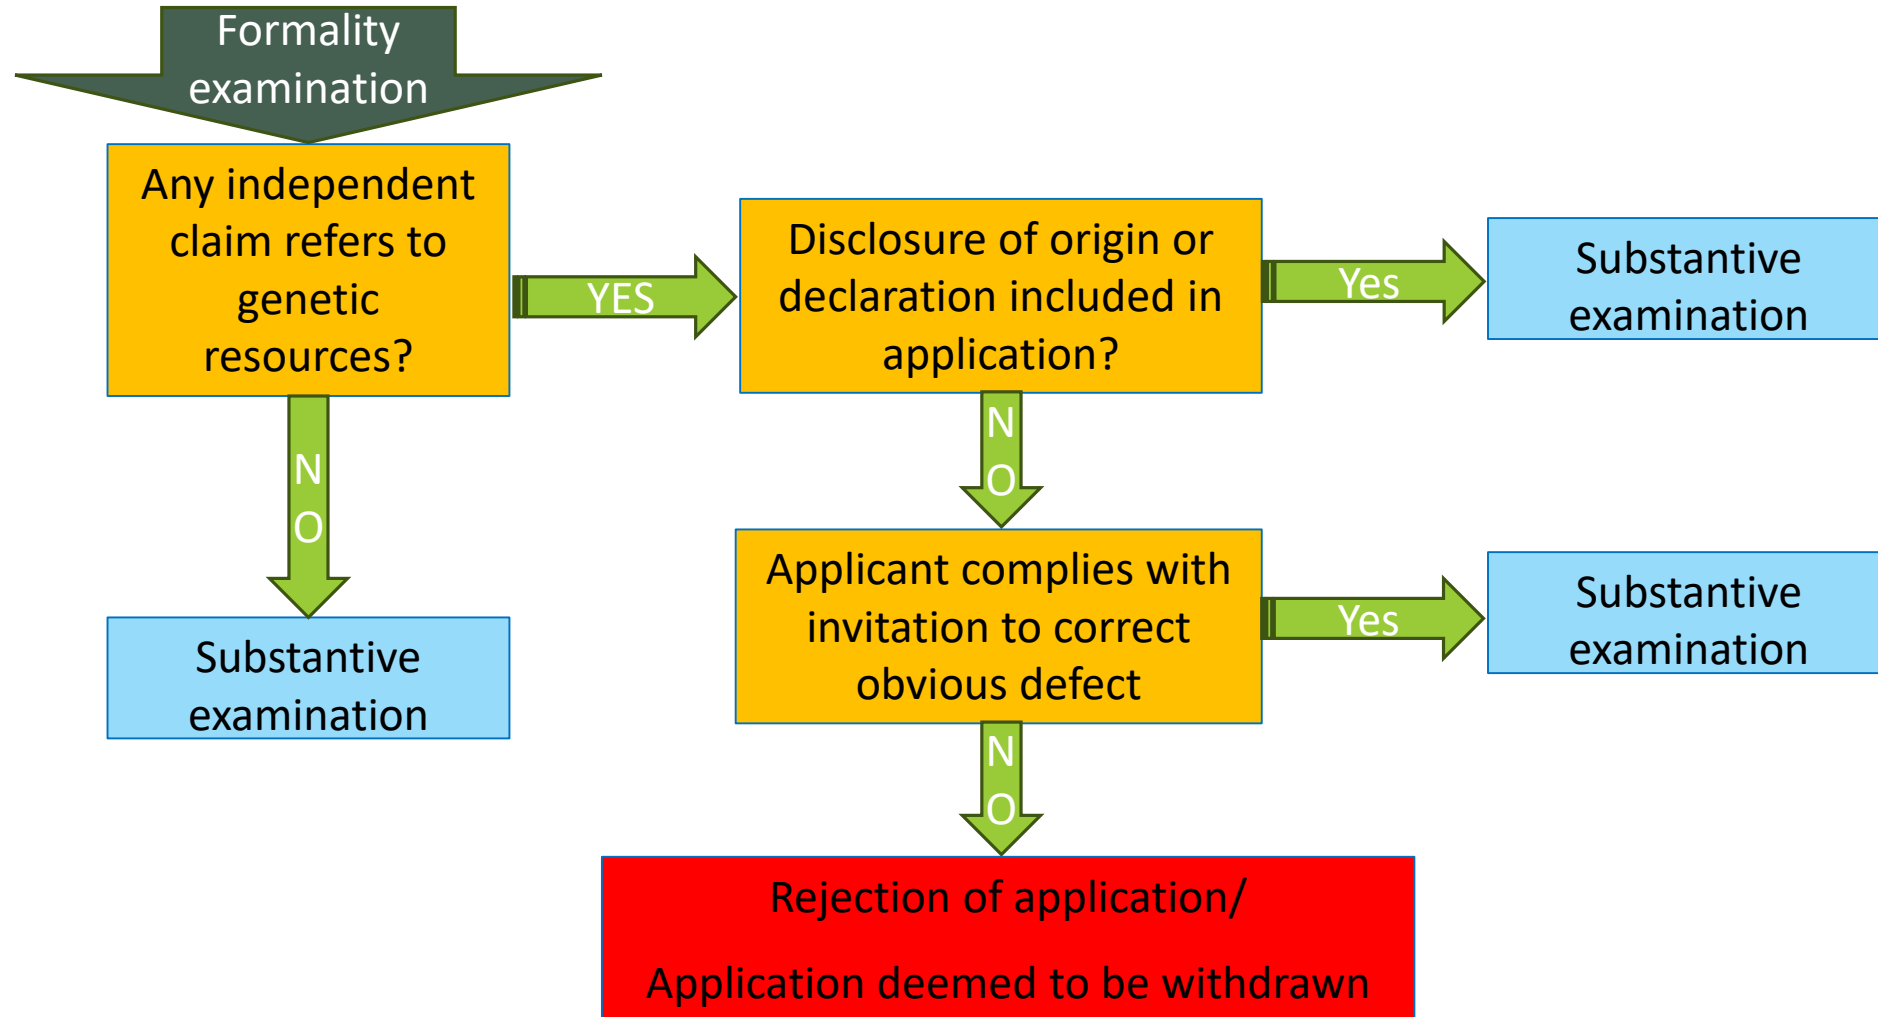 Formality
examination
Any independent
claim refers to
genetic
resources?
YES
Disclosure of origin or
declaration included in
application?
Yes
Substantive
examination
N
O
N
O
Substantive
examination
Applicant complies with
invitation to correct
obvious defect
Yes
Substantive
examination
N
O
Rejection of application/
Application deemed to be withdrawn